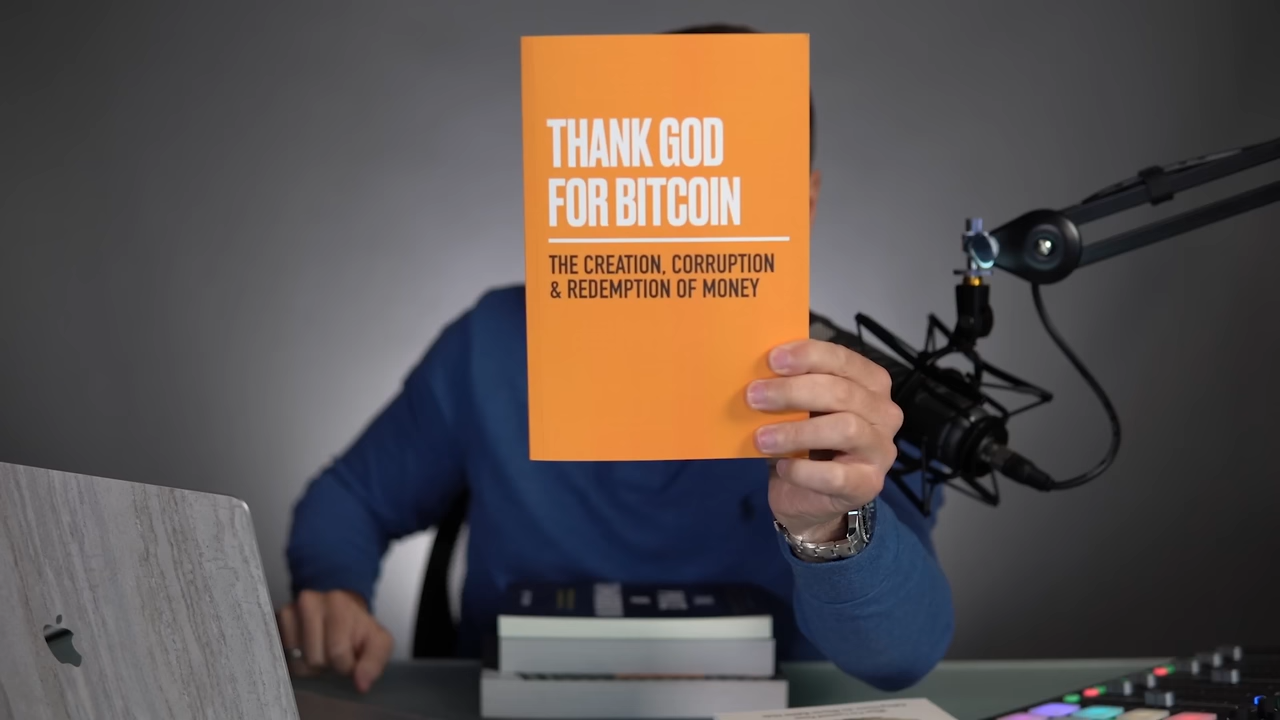 THANK GOD
FOR BITCOIN
THE CREATION, CORRUPTION
& REDEMPTION OF MONEY